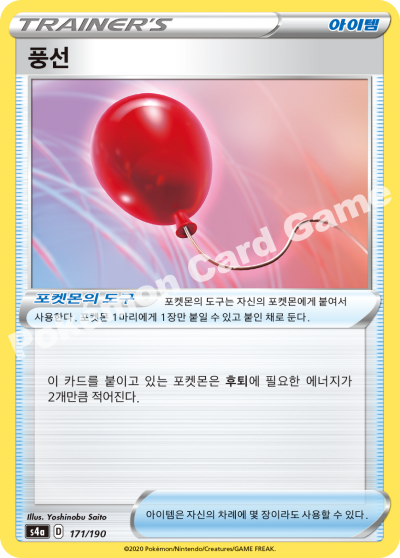 TRAINER'S 아이템
풍선
Pokémon Card Game
포켓몬의 도구 포켓몬의 도구는 자신의 포켓몬에게 붙여서
사용한다. 포켓몬 1마리에게 1장만 붙일 수 있고 붙인 채로 둔다.
이 카드를 붙이고 있는 포켓몬은 후퇴에 필요한 에너지가
2개만큼 적어진다.
Illus. Yoshinobu Saito
s4a D 171/190
아이템은 자신의 차례에 몇 장이라도 사용할 수 있다.
©2020 Pokémon/Nintendo/Creatures/GAME FREAK.